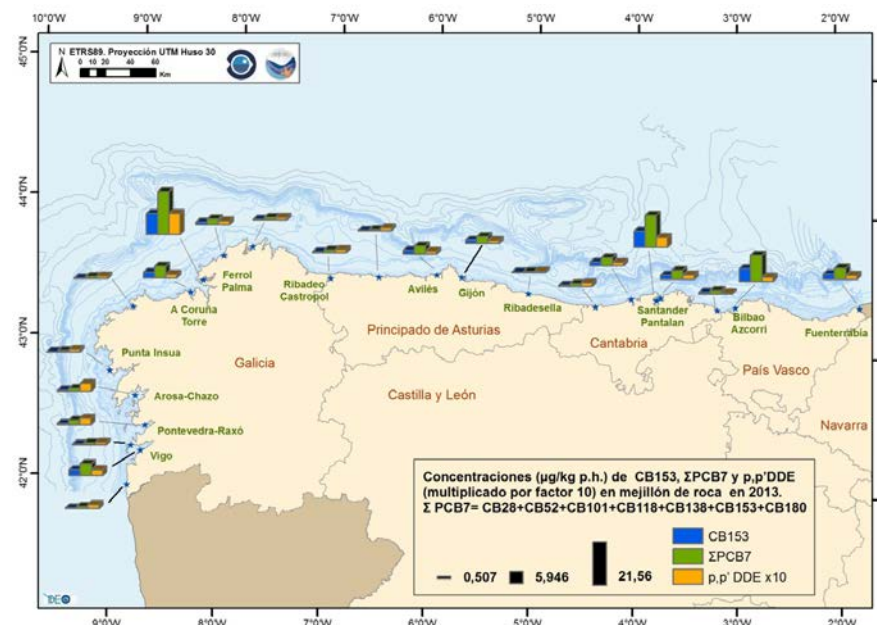 10°0'W 9°0'W 8°0'W 7°0'W 6°0'W 5°0'W 4°0'W 3°0'W 2°0'W
45°0'N
44°0'N
43°0'N
42°0'N
N ETRS89. Proyección UTM Huso 30
0 10 20 40 60
Km
Ferrol
Palma
A Coruña
Torre
Ribadeo
Castropol
Avilés
Gijón
Ribadesella
Santander
Pantalan
Bilbao
Azcorri
Fuenterrabía
Principado de Asturias
Cantabria
País Vasco
Punta Insua
Galicia
Castilla y León
Navarra
Arosa-Chazo
Pontevedra-Raxó
Vigo
Concentraciones (µg/kg p.h.) de CB153, ΣPCB7 y p,p'DDE
(multiplicado por factor 10) en mejillón de roca en 2013.
Σ PCB7= CB28+CB52+CB101+CB118+CB138+CB153+CB180
0,507 5,946 21,56
CB153
ΣPCB7
p,p' DDE x10
9°0'W 8°0'W 7°0'W 6°0'W 5°0'W 4°0'W 3°0'W 2°0'W